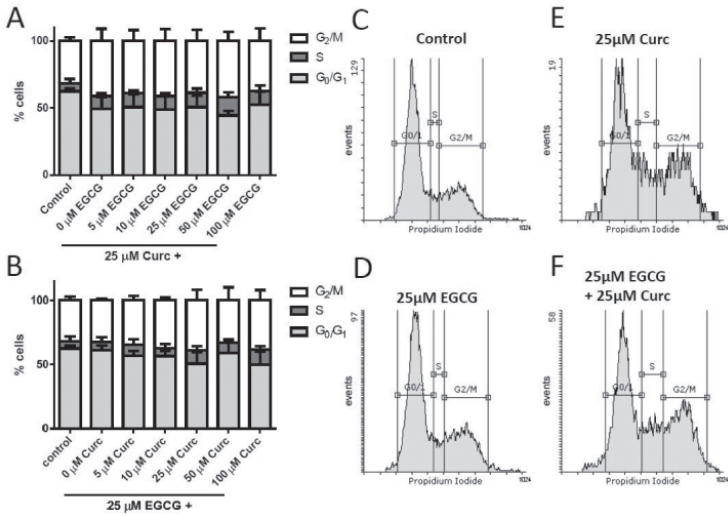 A
100
50
0
% cells
G₂/M
S
G₀/G₁
Control
0 µM EGCG
5 µM EGCG
10 µM EGCG
25 µM EGCG
50 µM EGCG
100 µM EGCG
25 µM Curc +
B
100
50
0
% cells
G₂/M
S
G₀/G₁
control
0 µM Curc
5 µM Curc
10 µM Curc
25 µM Curc
50 µM Curc
100 µM Curc
25 µM EGCG +
C
Control
129
events
S
G0/1
G2/M
Propidium Iodide
1024
D
25µM EGCG
97
events
S
G0/1
G2/M
Propidium Iodide
1024
E
25µM Curc
19
events
S
G0/1
G2/M
Propidium Iodide
1024
F
25µM EGCG
+ 25µM Curc
58
events
S
G0/1
G2/M
Propidium Iodide
1024